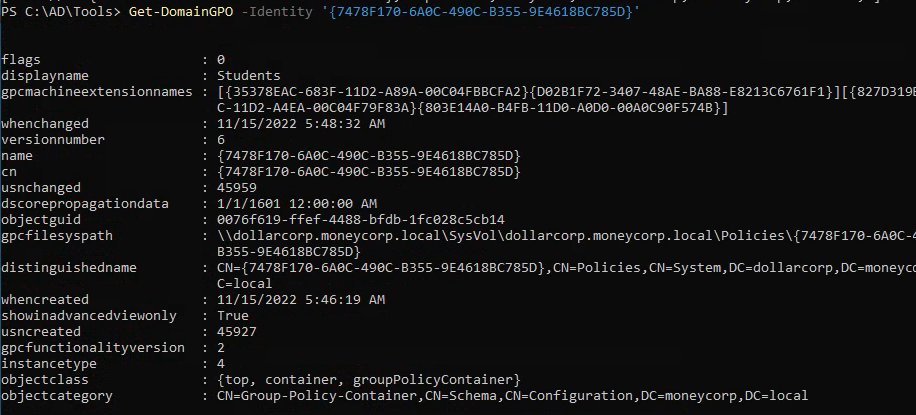 PS C:\AD\Tools> Get-DomainGPO -Identity '{7478F170-6A0C-490C-B355-9E4618BC785D}'
flags : 0
displayname : Students
gpcmachineextensionnames : [{35378EAC-683F-11D2-A89A-00C04FBBCFA2}{D02B1F72-3407-48AE-BA88-E8213C6761F1}][{827D319E
C-11D2-A4EA-00C04F79F83A}{803E14A0-B4FB-11D0-A0D0-00A0C90F574B}]
whenchanged : 11/15/2022 5:48:32 AM
versionnumber : 6
name : {7478F170-6A0C-490C-B355-9E4618BC785D}
cn : {7478F170-6A0C-490C-B355-9E4618BC785D}
usnchanged : 45959
dscorepropagationdata : 1/1/1601 12:00:00 AM
objectguid : 0076f619-ffef-4488-bfdb-1fc028c5cb14
gpcfilesyspath : \\dollarcorp.moneycorp.local\SysVol\dollarcorp.moneycorp.local\Policies\{7478F170-6A0C-4
B355-9E4618BC785D}
distinguishedname : CN={7478F170-6A0C-490C-B355-9E4618BC785D},CN=Policies,CN=System,DC=dollarcorp,DC=moneyco
C=local
whencreated : 11/15/2022 5:46:19 AM
showinadvancedviewonly : True
usncreated : 45927
gpcfunctionalityversion : 2
instancetype : 4
objectclass : {top, container, groupPolicyContainer}
objectcategory : CN=Group-Policy-Container,CN=Schema,CN=Configuration,DC=moneycorp,DC=local